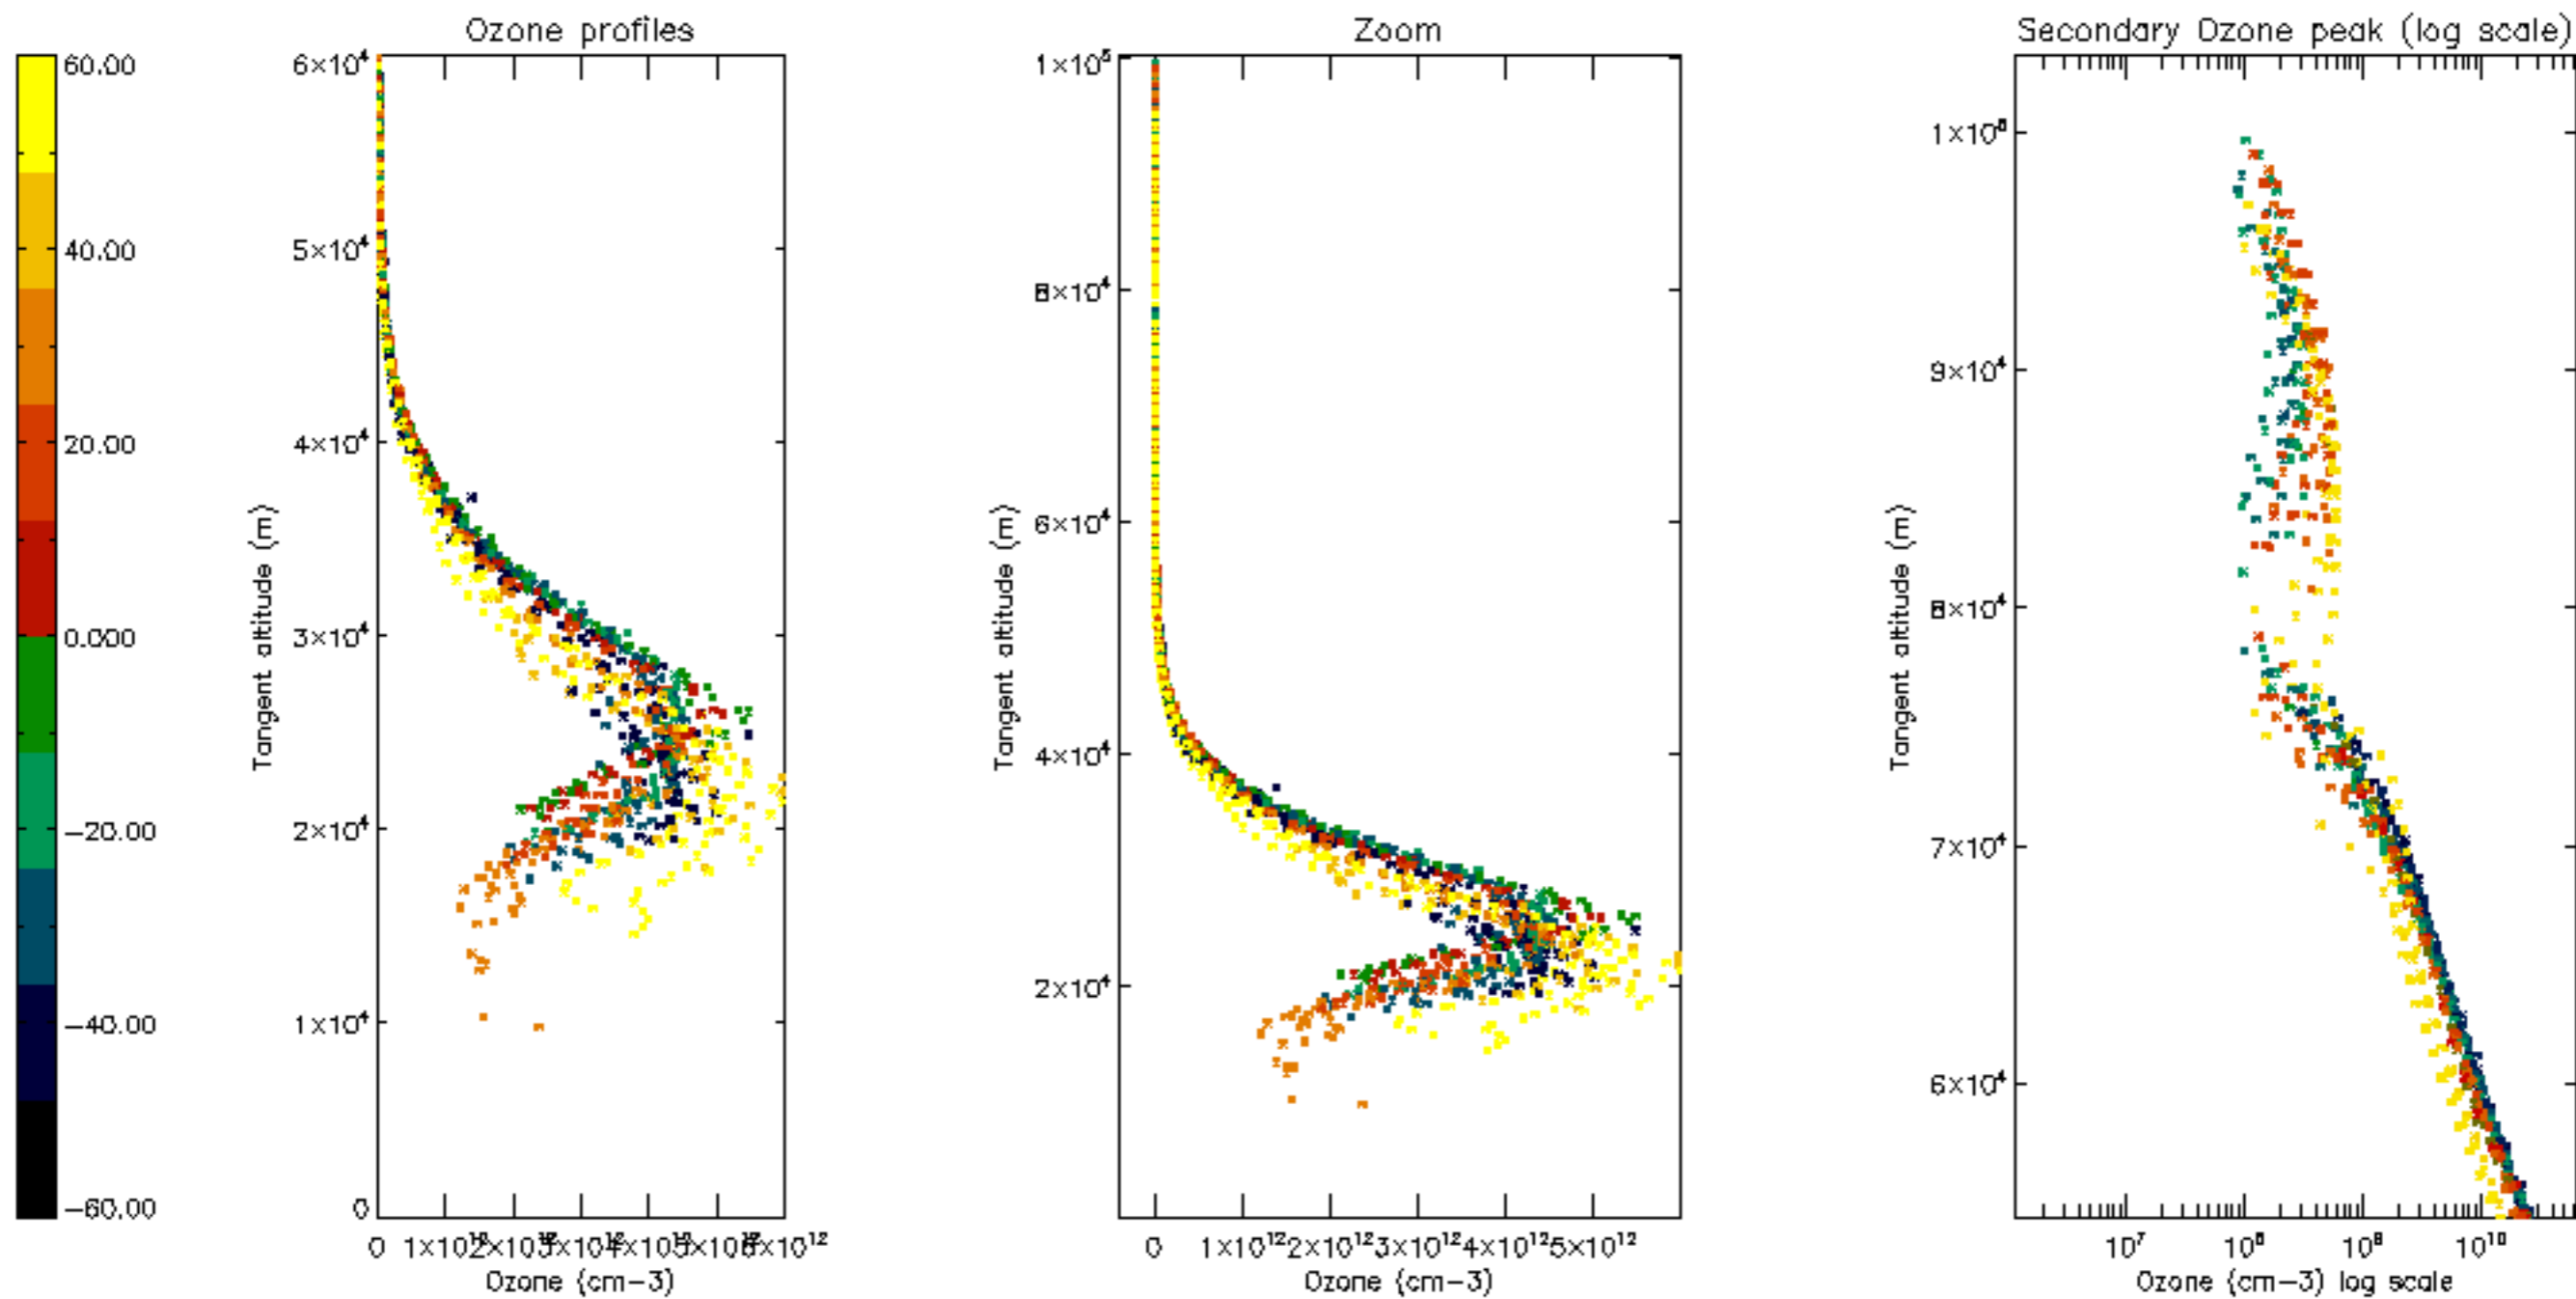 Ozone profiles
Zoom
Secondary Ozone peak (log scale)
60.00
40.00
20.00
0.000
-20.00
-40.00
-60.00
6×10⁴
5×10⁴
4×10⁴
3×10⁴
2×10⁴
1×10⁴
0
Tangent altitude (m)
0
Ozone (cm-3)
1×10⁵
8×10⁴
6×10⁴
4×10⁴
2×10⁴
Tangent altitude (m)
0 1×10¹² 2×10¹² 3×10¹² 4×10¹² 5×10¹²
Ozone (cm-3)
9×10⁴
8×10⁴
7×10⁴
6×10⁴
Tangent altitude (m)
10⁷ 10⁸ 10⁹ 10¹⁰
Ozone (cm-3) log scale